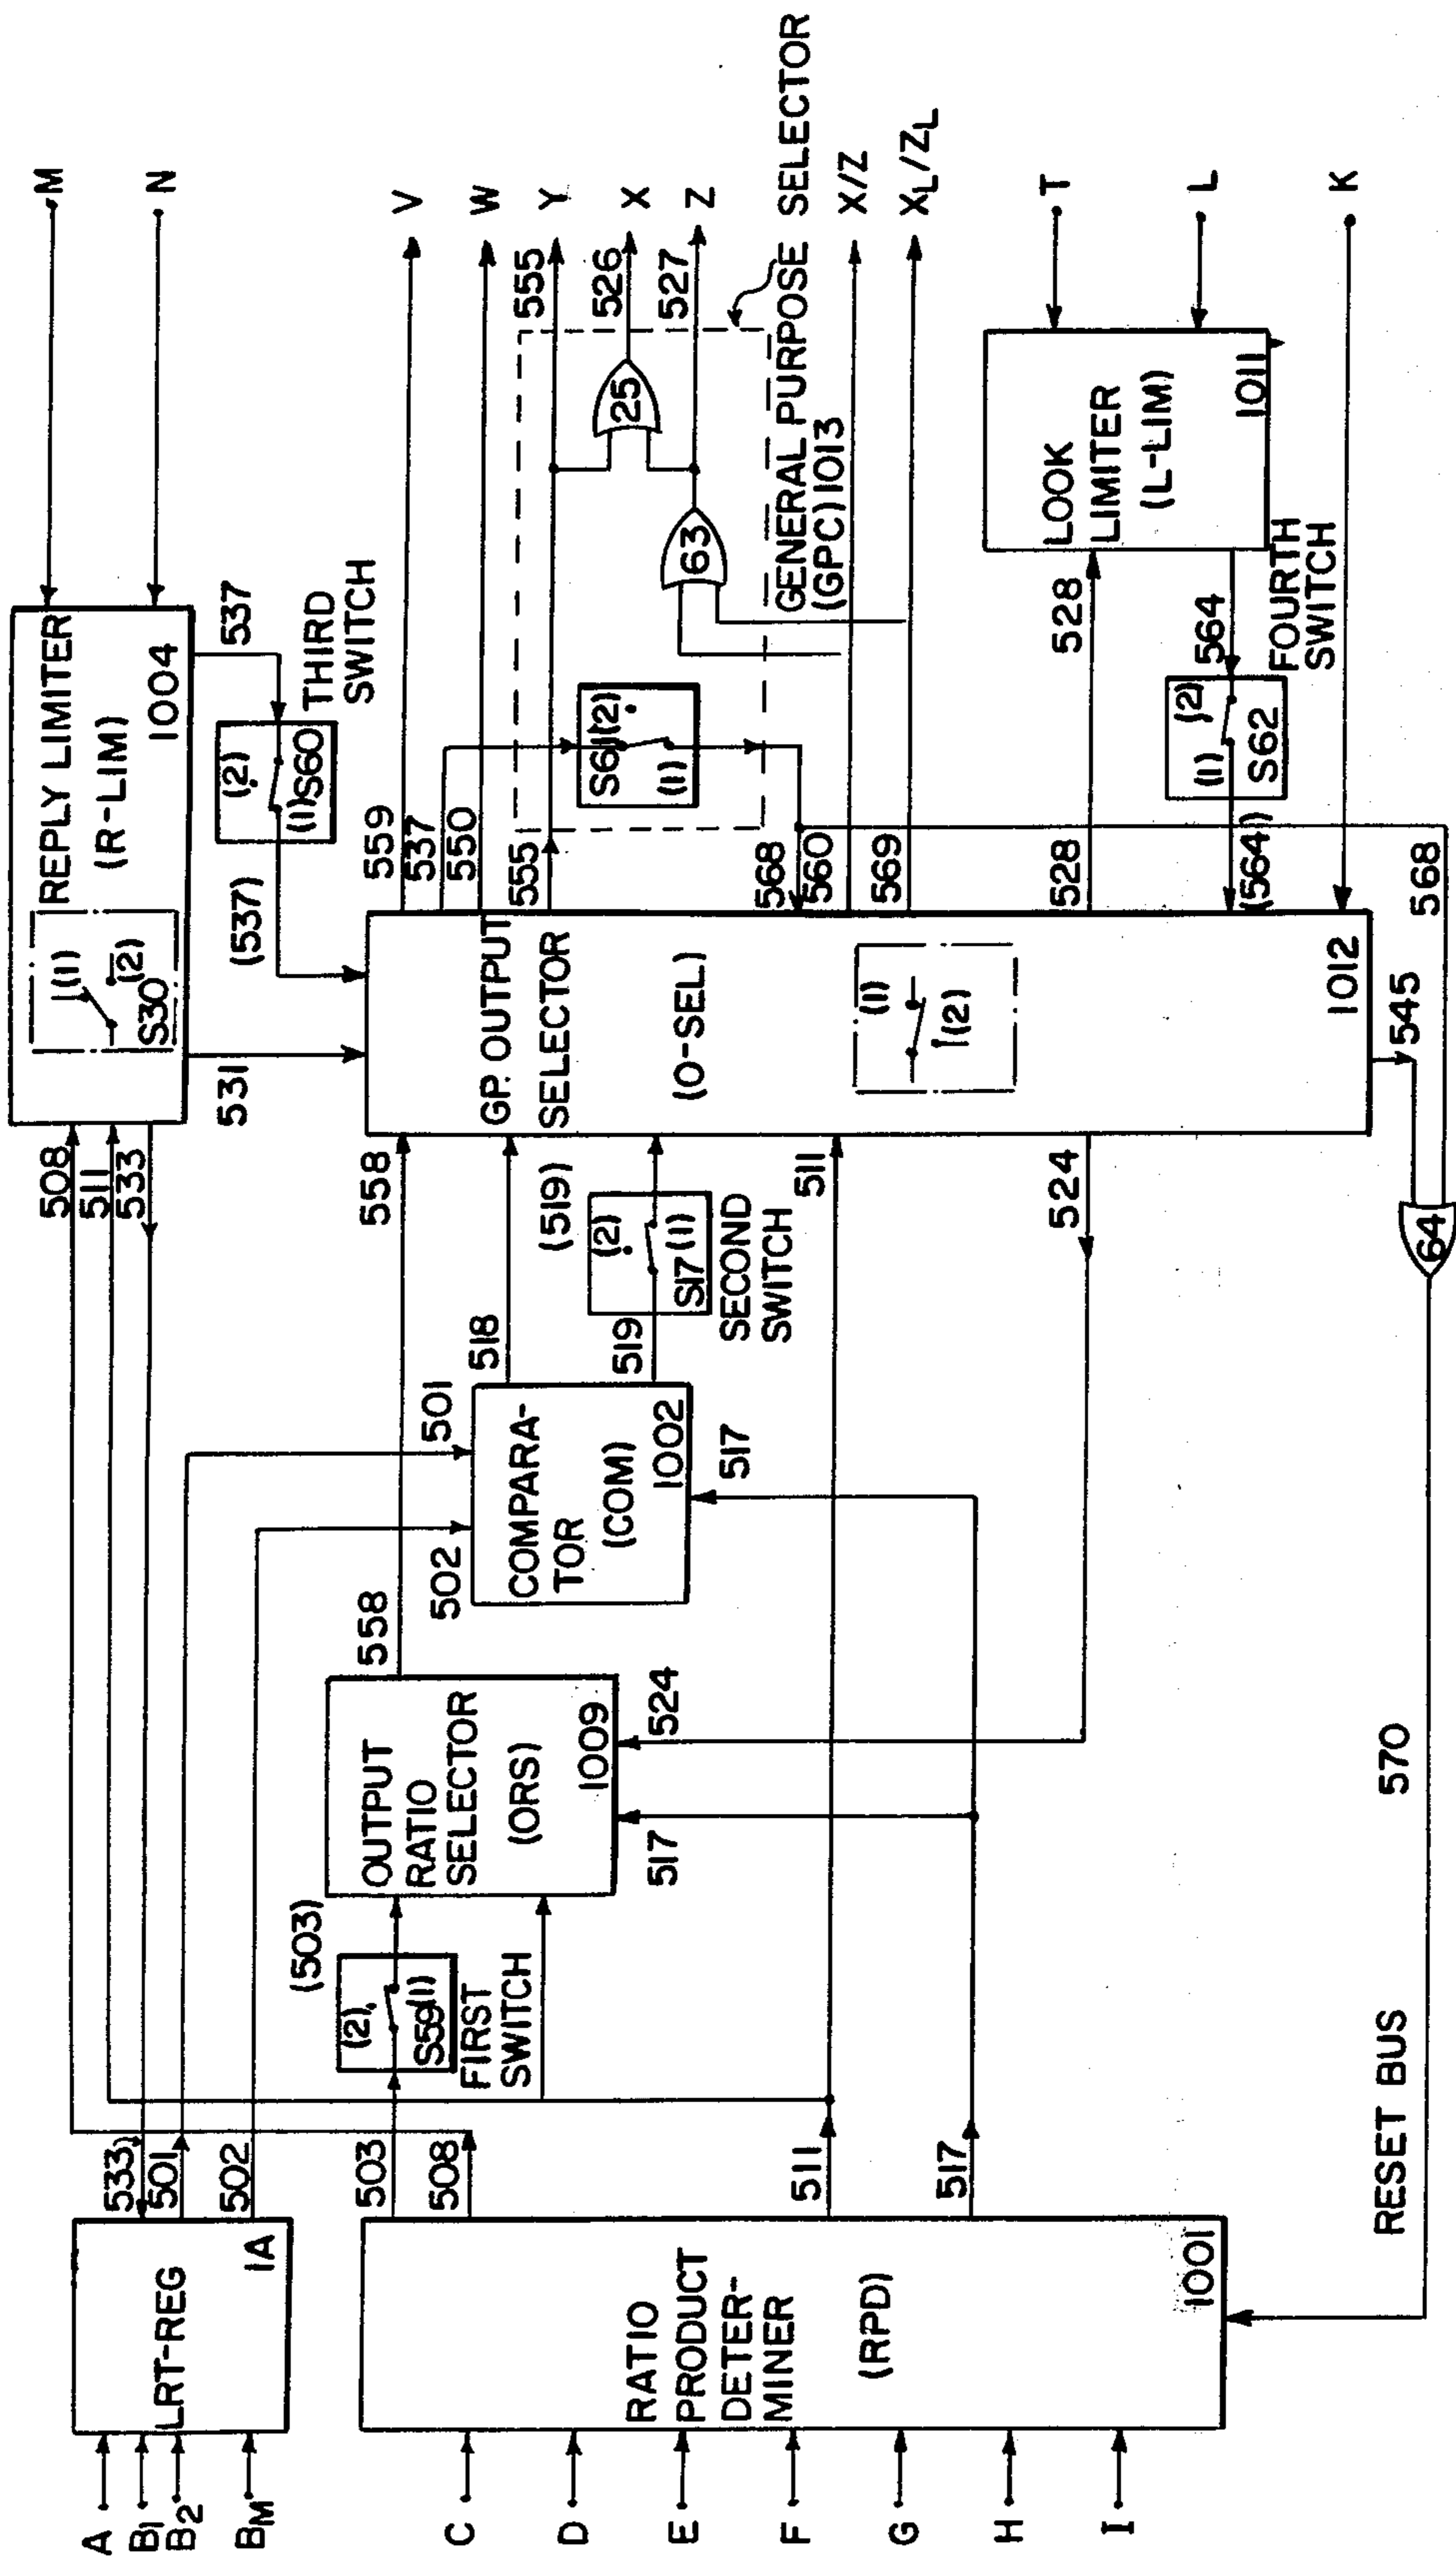 A
B1
B2
BM
LRT-REG
1A
533
501
502
C
D
E
F
G
H
I
RATIO
PRODUCT
DETER-
MINER
(RPD)
1001
503
508
511
517
(2)
S59(1)
FIRST
SWITCH
(503)
OUTPUT
RATIO
SELECTOR
(ORS)
1009
517
524
558
502
501
COMPARA-
TOR
(COM)
1002
517
518
519
(2)
S17(1)
SECOND
SWITCH
(519)
558
511
524
508
511
533
REPLY LIMITER
(R-LIM)
1004
(1)
(2)
S30
531
537
(2)
(1)S60
THIRD
SWITCH
(537)
GP. OUTPUT
SELECTOR
(O-SEL)
(1)
(2)
1012
559
537
550
555
568
560
569
528
(564)
568
545
64
570
RESET BUS
S61(2)
(1)
63
25
555
526
527
GENERAL PURPOSE SELECTOR
(GPC) 1013
528
564
(2)
(1)
S62
FOURTH
SWITCH
LOOK
LIMITER
(L-LIM)
1011
M
N
V
W
Y
X
Z
X/Z
XL/ZL
T
L
K